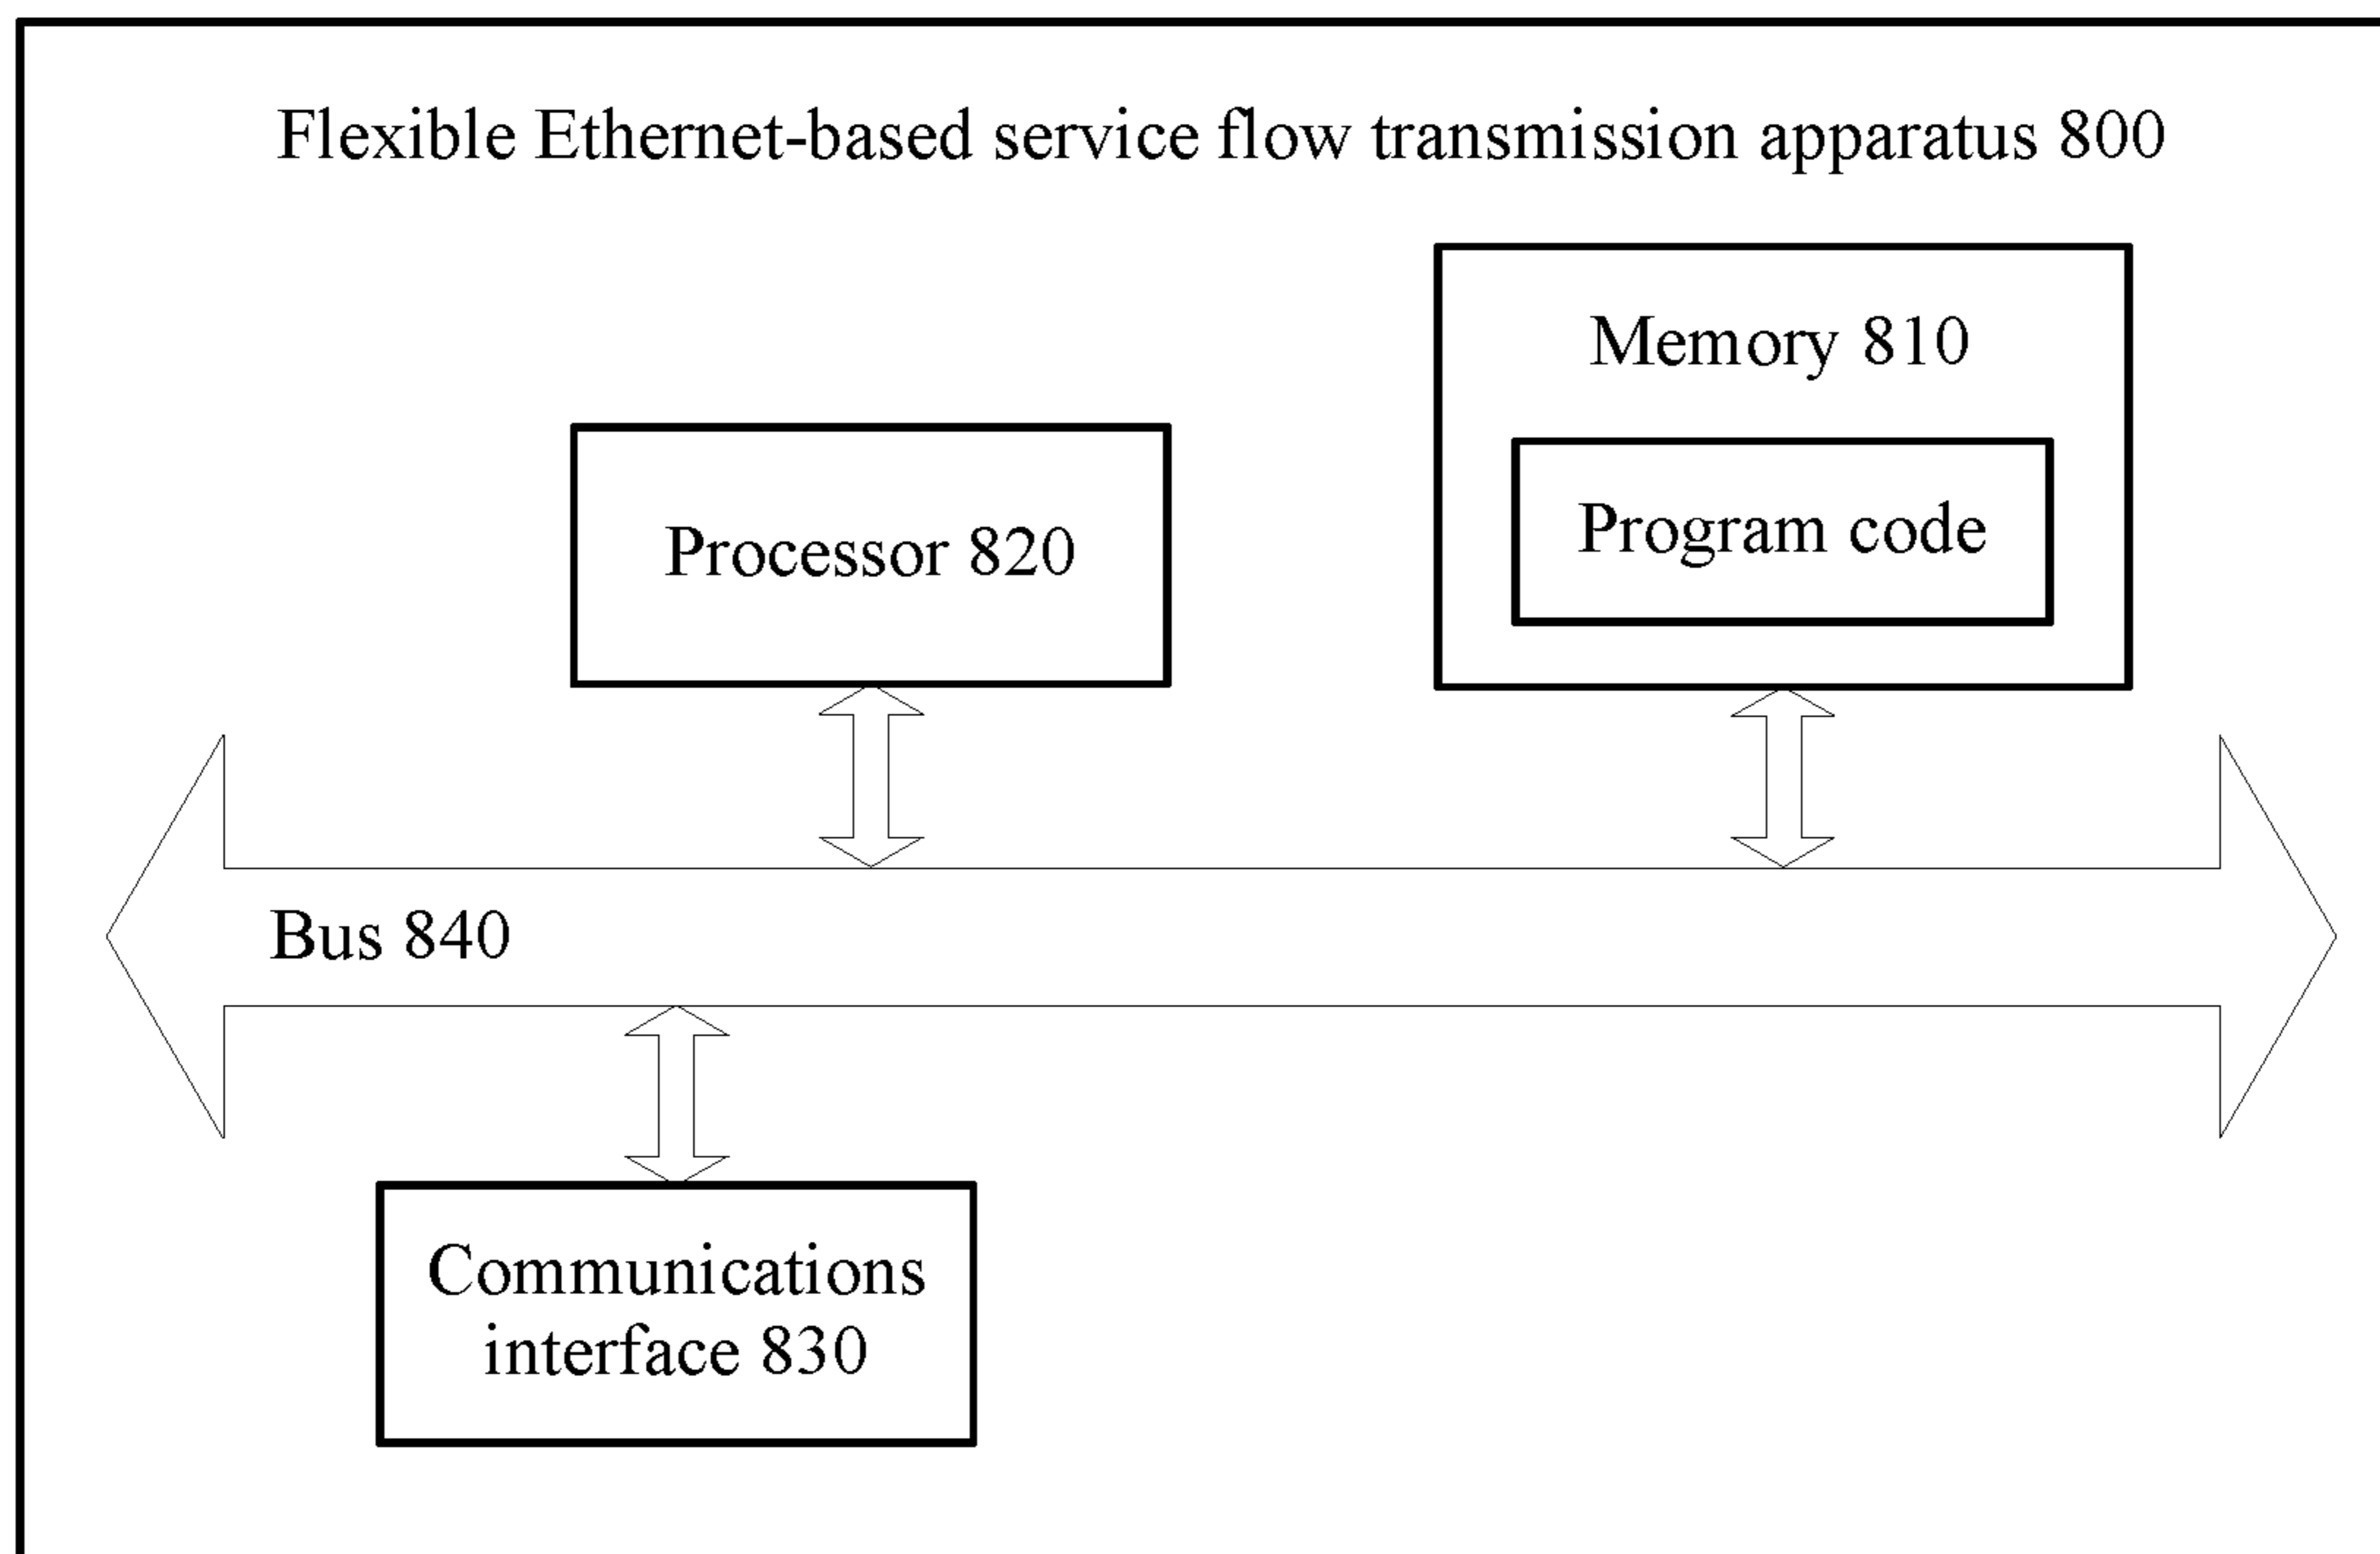 Flexible Ethernet-based service flow transmission apparatus 800
Memory 810
Program code
Processor 820
Bus 840
Communications
interface 830